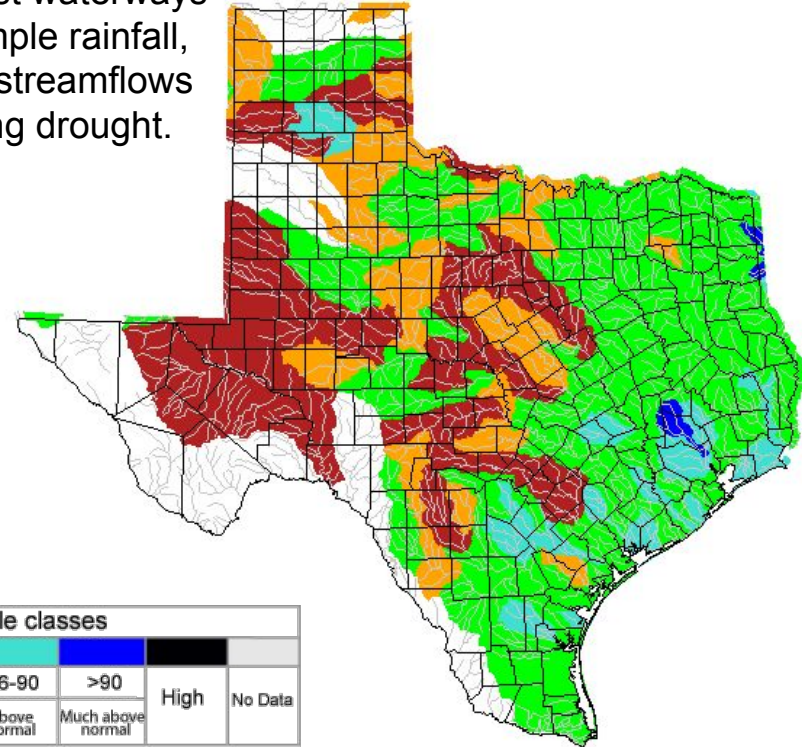 st waterways
mple rainfall,
streamflows
ng drought.
le classes
6-90
>90
High
No Data
bove
ormal
Much above
normal